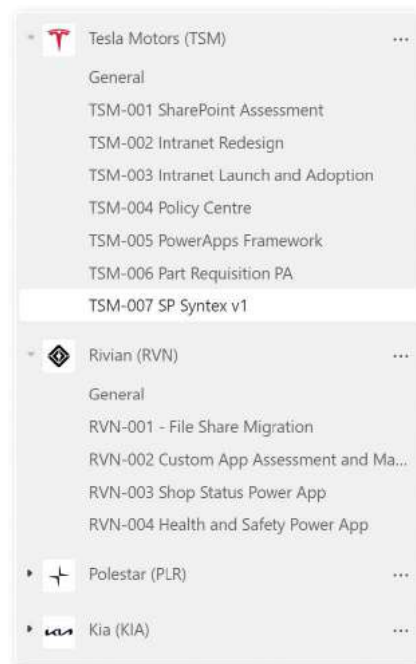 Tesla Motors (TSM) ...
General
TSM-001 SharePoint Assessment
TSM-002 Intranet Redesign
TSM-003 Intranet Launch and Adoption
TSM-004 Policy Centre
TSM-005 PowerApps Framework
TSM-006 Part Requisition PA
TSM-007 SP Syntex v1
Rivian (RVN) ...
General
RVN-001 - File Share Migration
RVN-002 Custom App Assessment and Ma...
RVN-003 Shop Status Power App
RVN-004 Health and Safety Power App
Polestar (PLR) ...
KIA Kia (KIA) ...